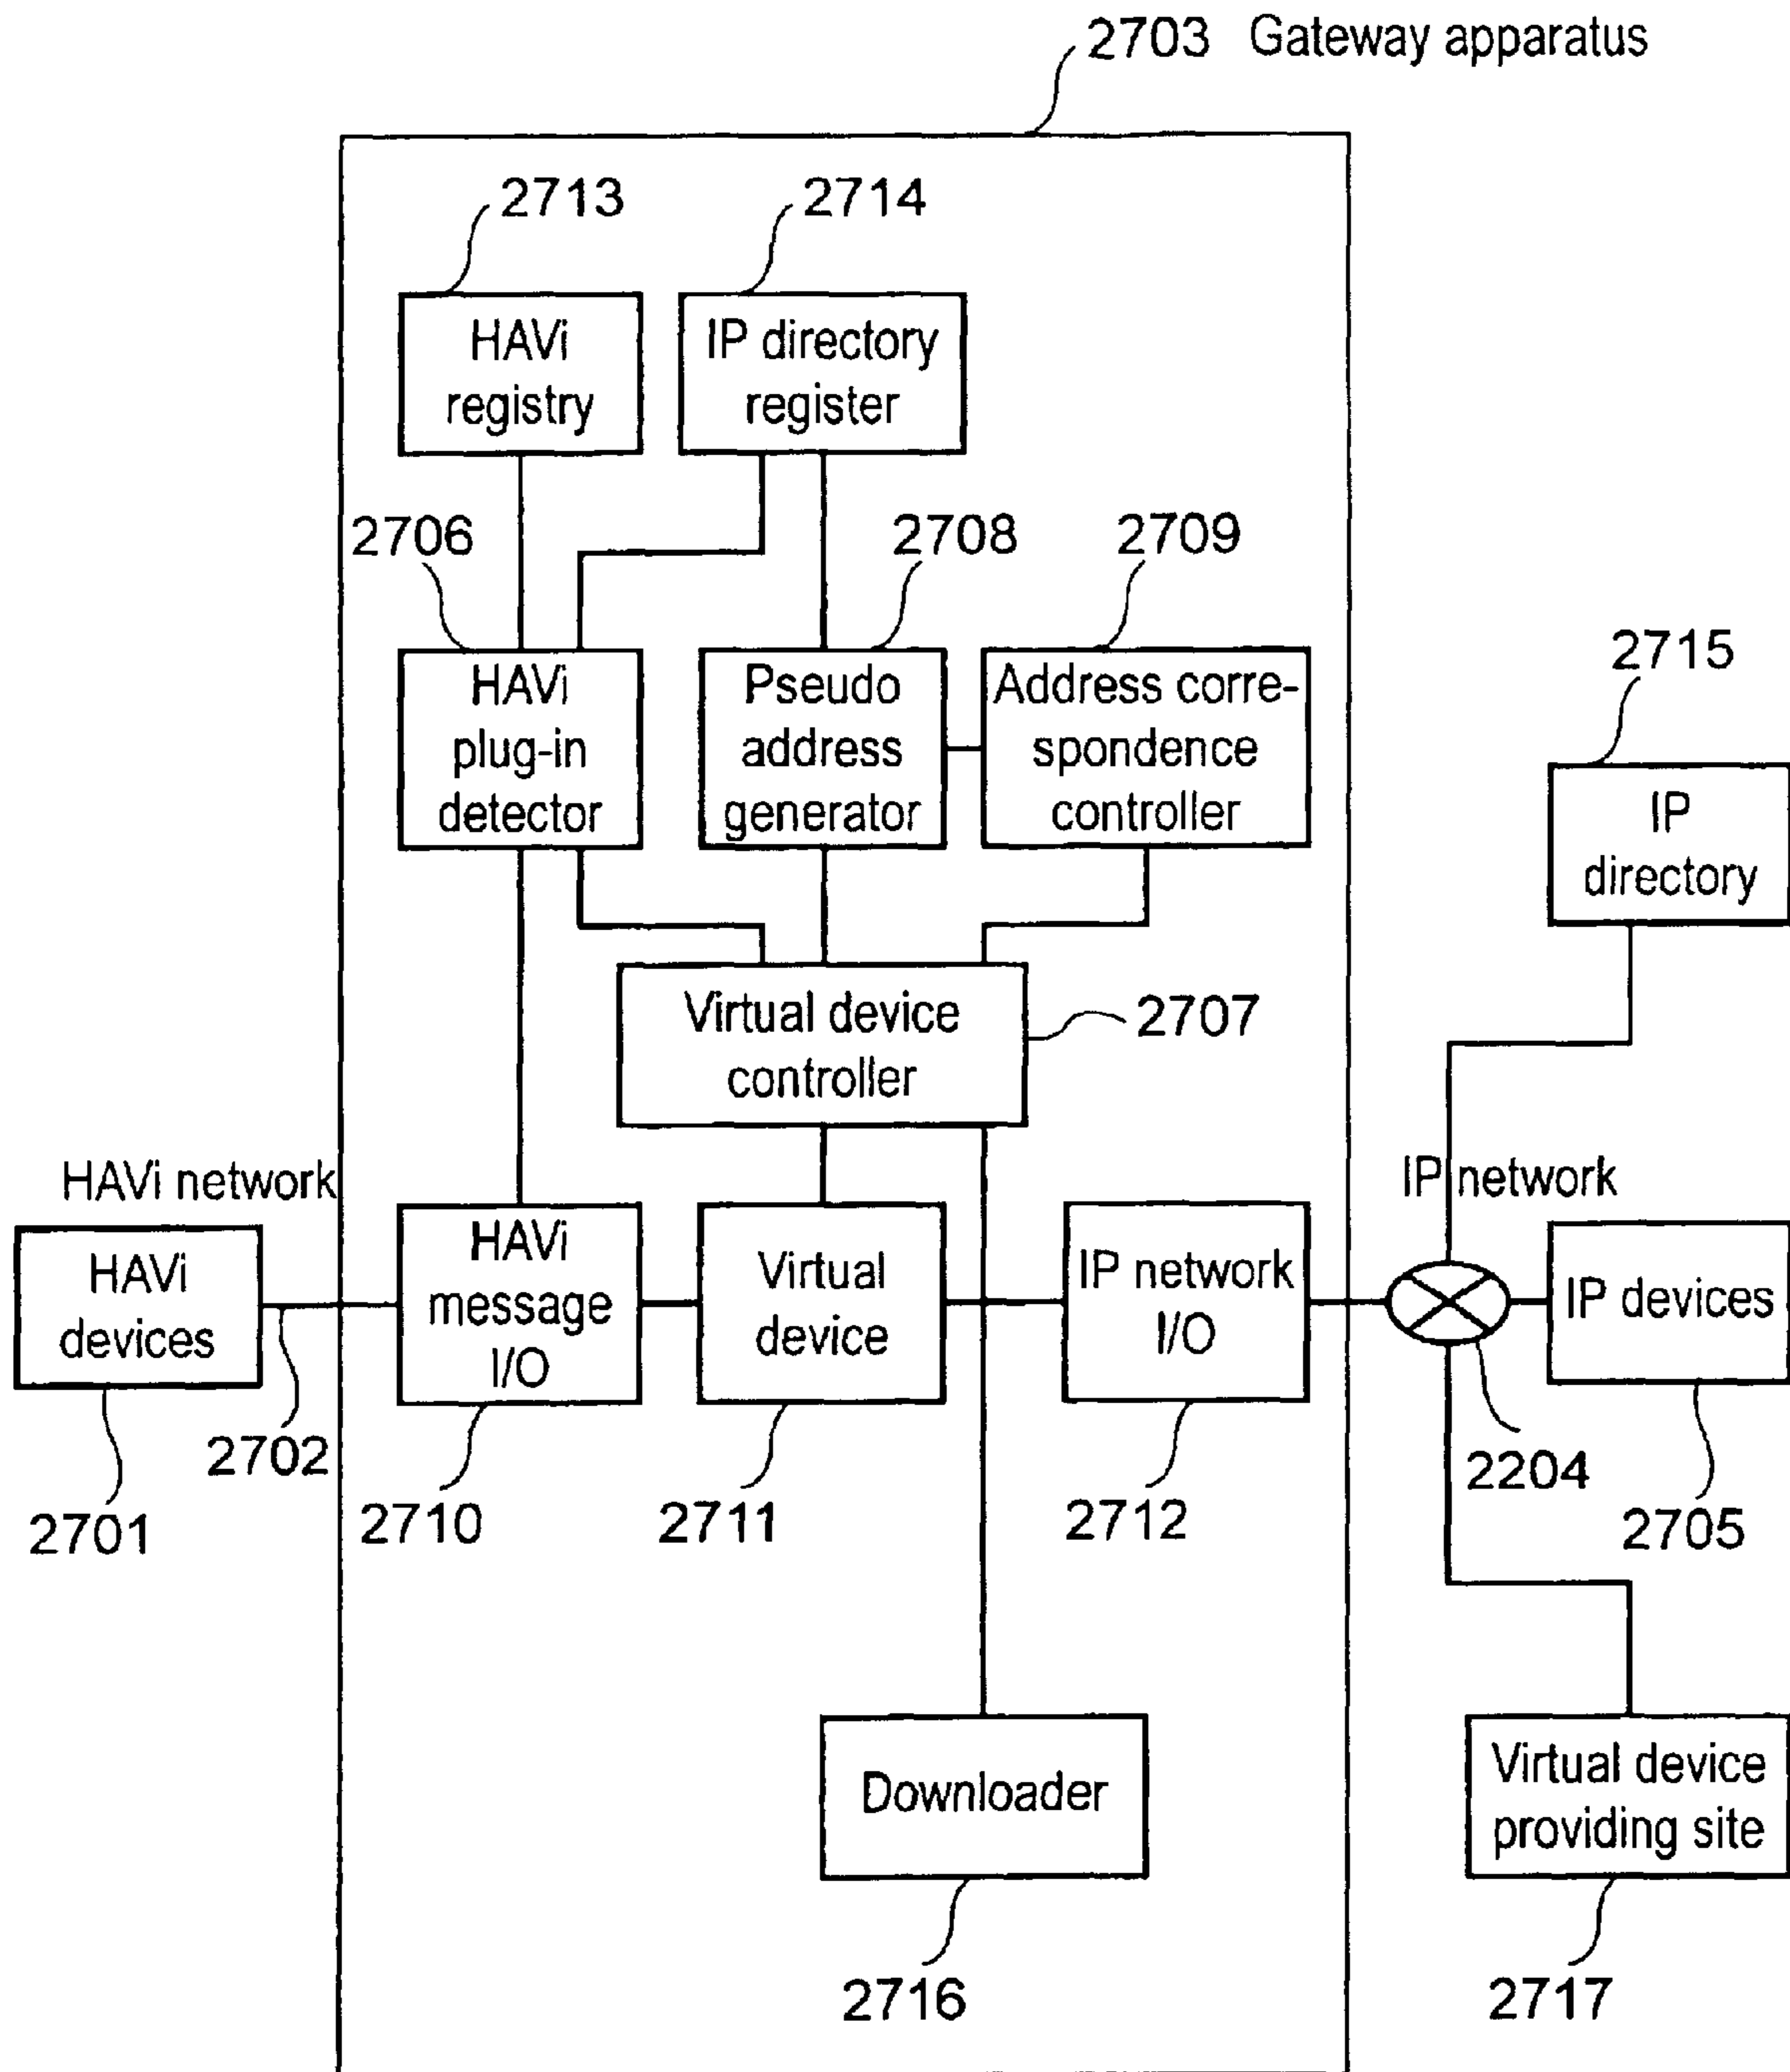 2703 Gateway apparatus
2713
2714
HAVi
registry
IP directory
register
2706
2708
2709
HAVi
plug-in
detector
Pseudo
address
generator
Address corre-
spondence
controller
2715
IP
directory
Virtual device
controller
2707
HAVi network
IP network
HAVi
devices
HAVi
message
I/O
Virtual
device
IP network
I/O
IP devices
2702
2701
2710
2711
2712
2204
2705
Downloader
Virtual device
providing site
2716
2717